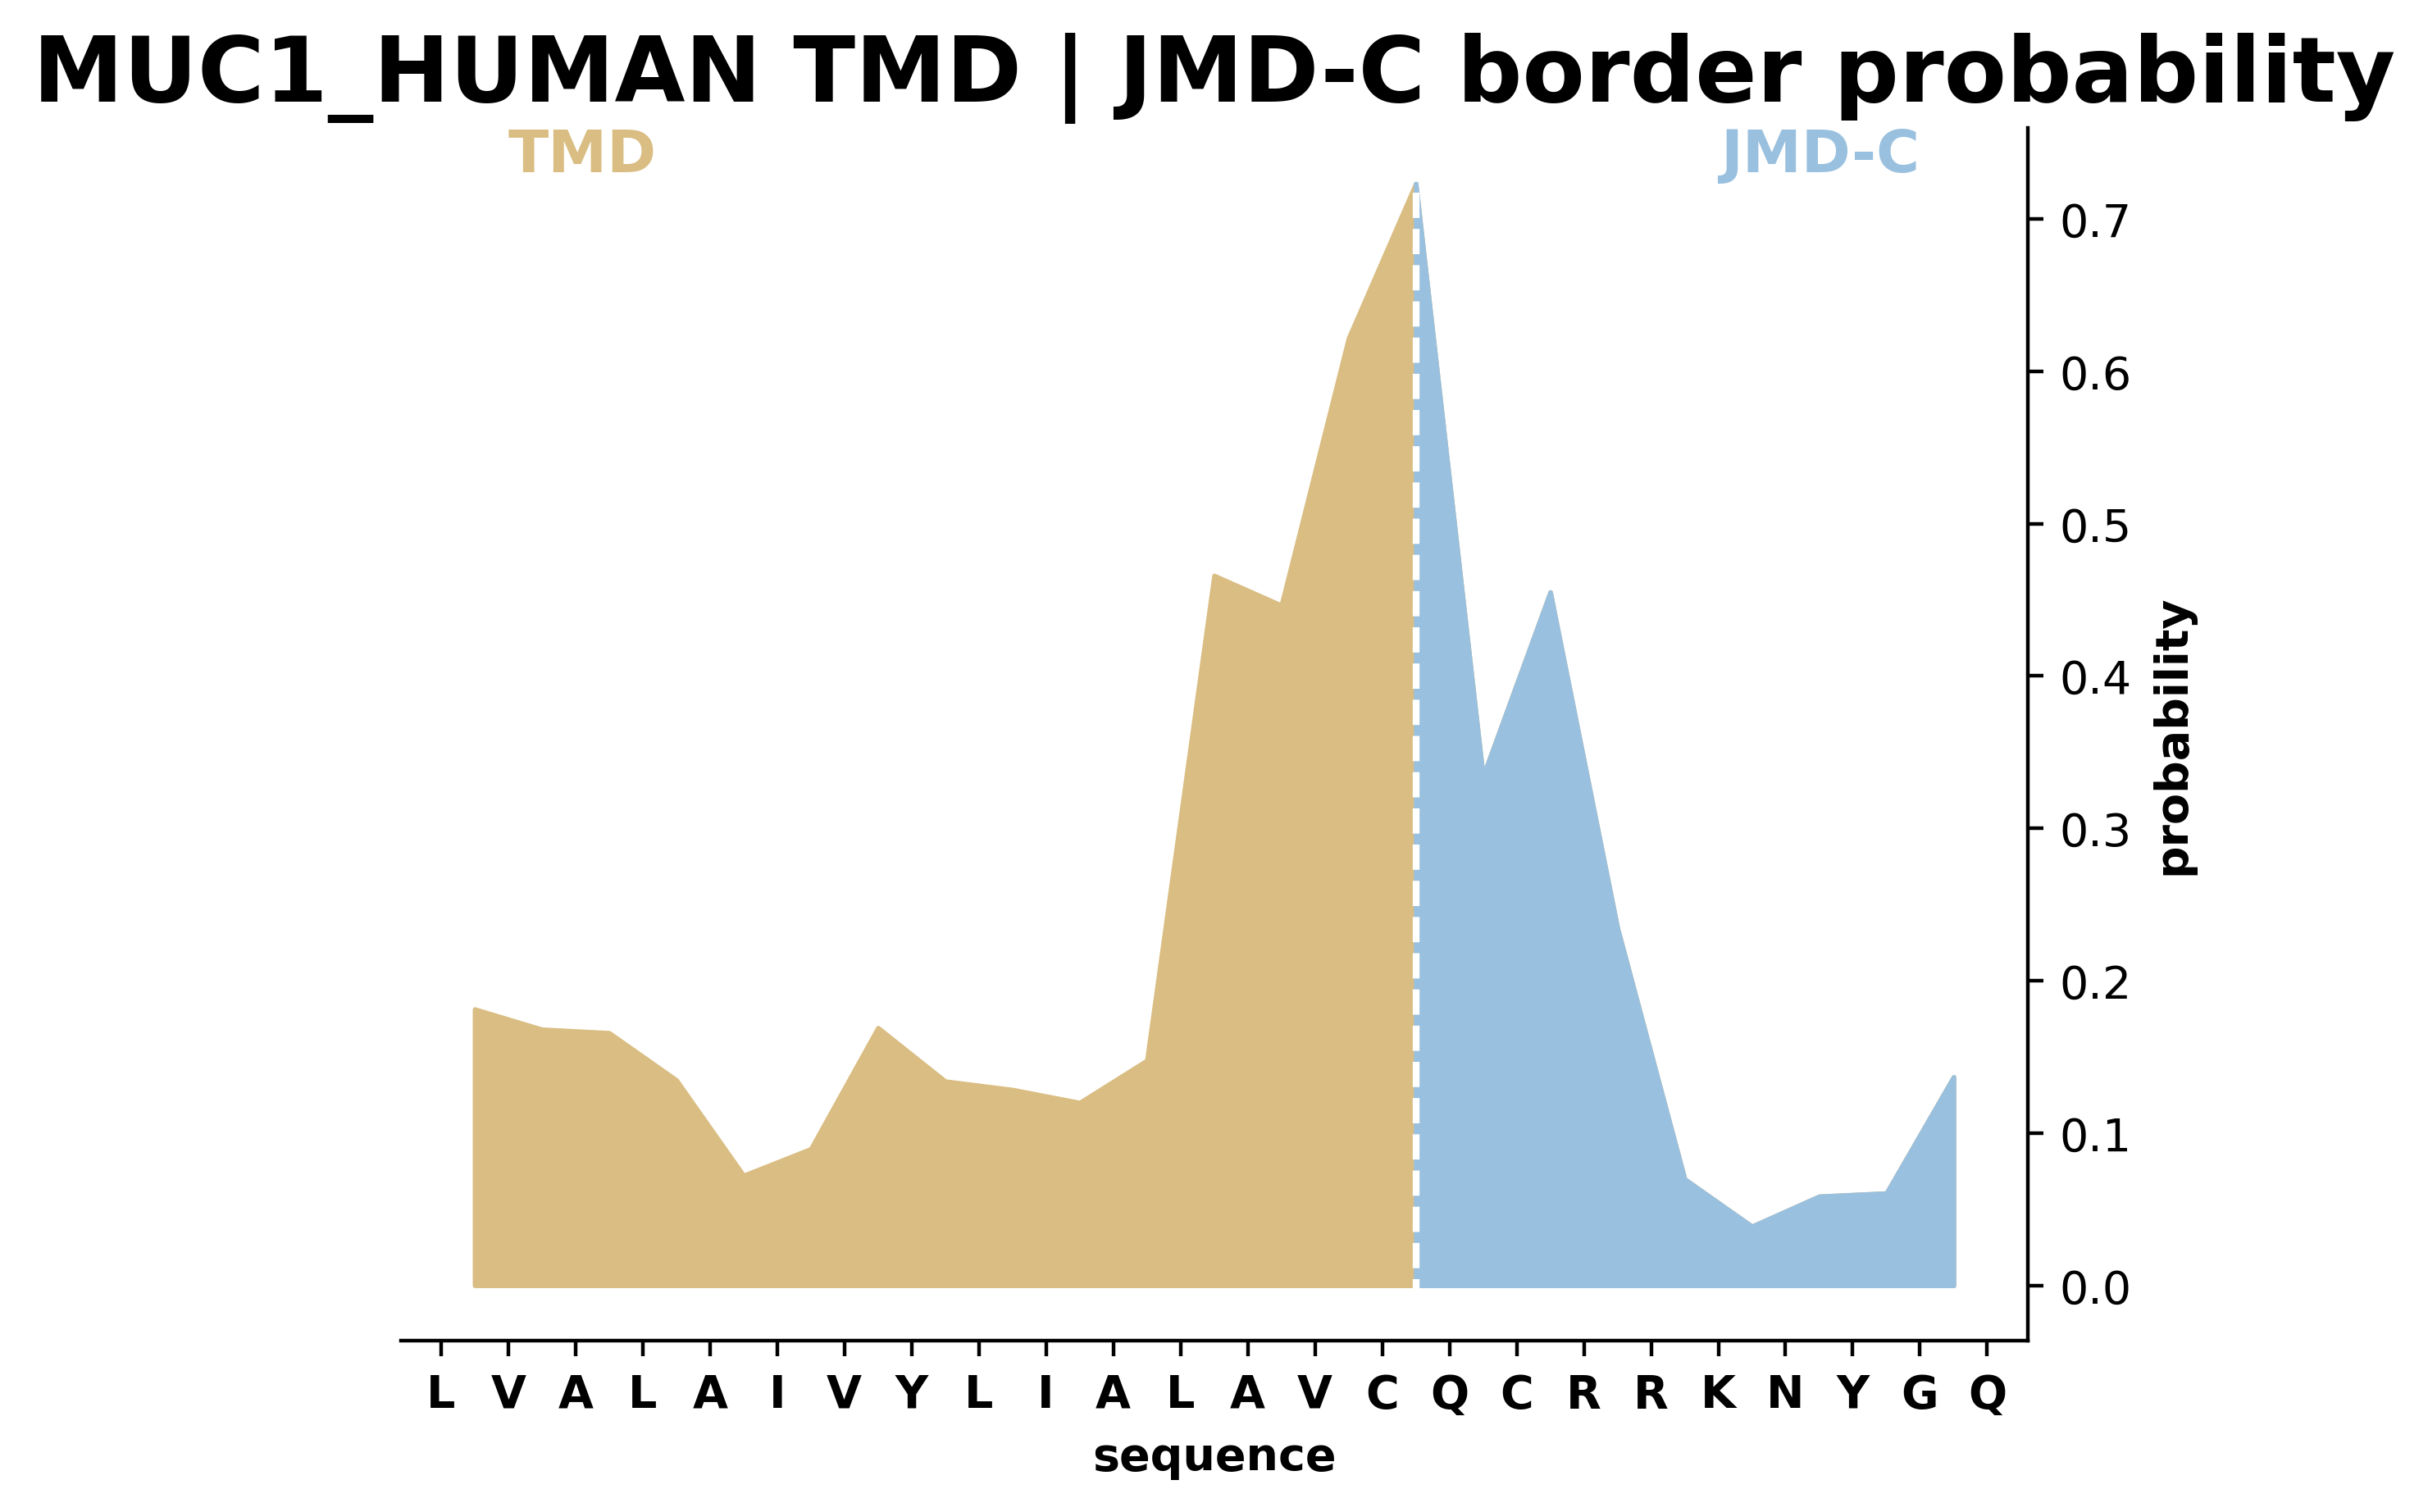 MUC1_HUMAN TMD | JMD-C border probability
TMD JMD-C
0.7
0.6
0.5
0.4
0.3
0.2
0.1
0.0
probability
L V A L A I V Y L I A L A V C Q C R R K N Y G Q
sequence